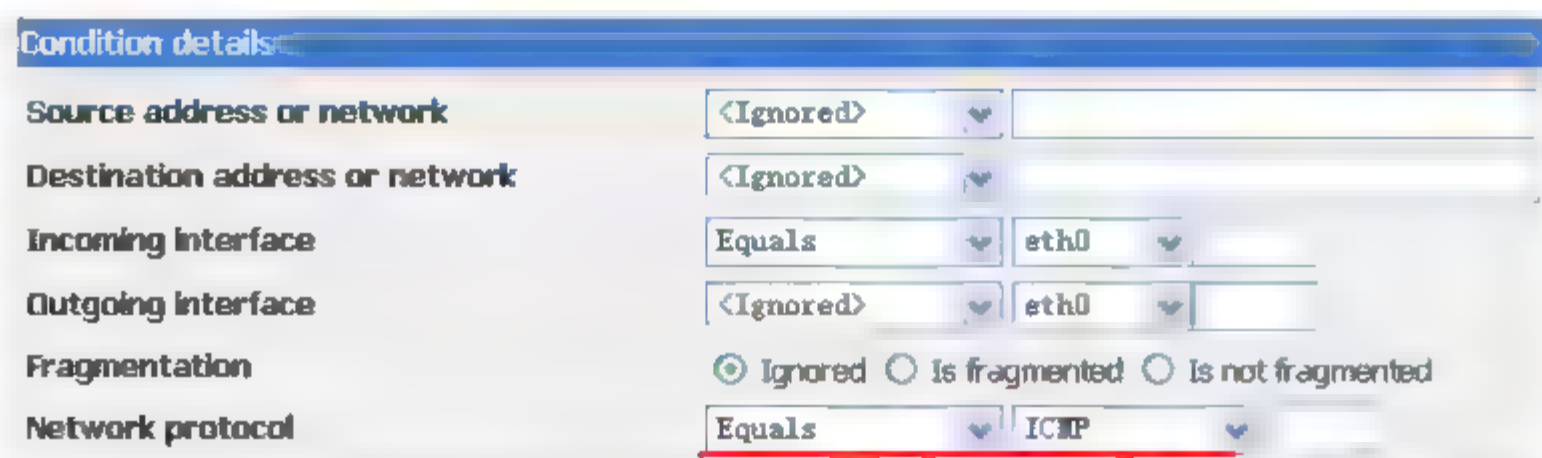 Condition details
Source address or network <Ignored>
Destination address or network <Ignored>
Incoming interface Equals eth0
Outgoing interface <Ignored> eth0
Fragmentation Ignored Is fragmented Is not fragmented
Network protocol Equals ICMP